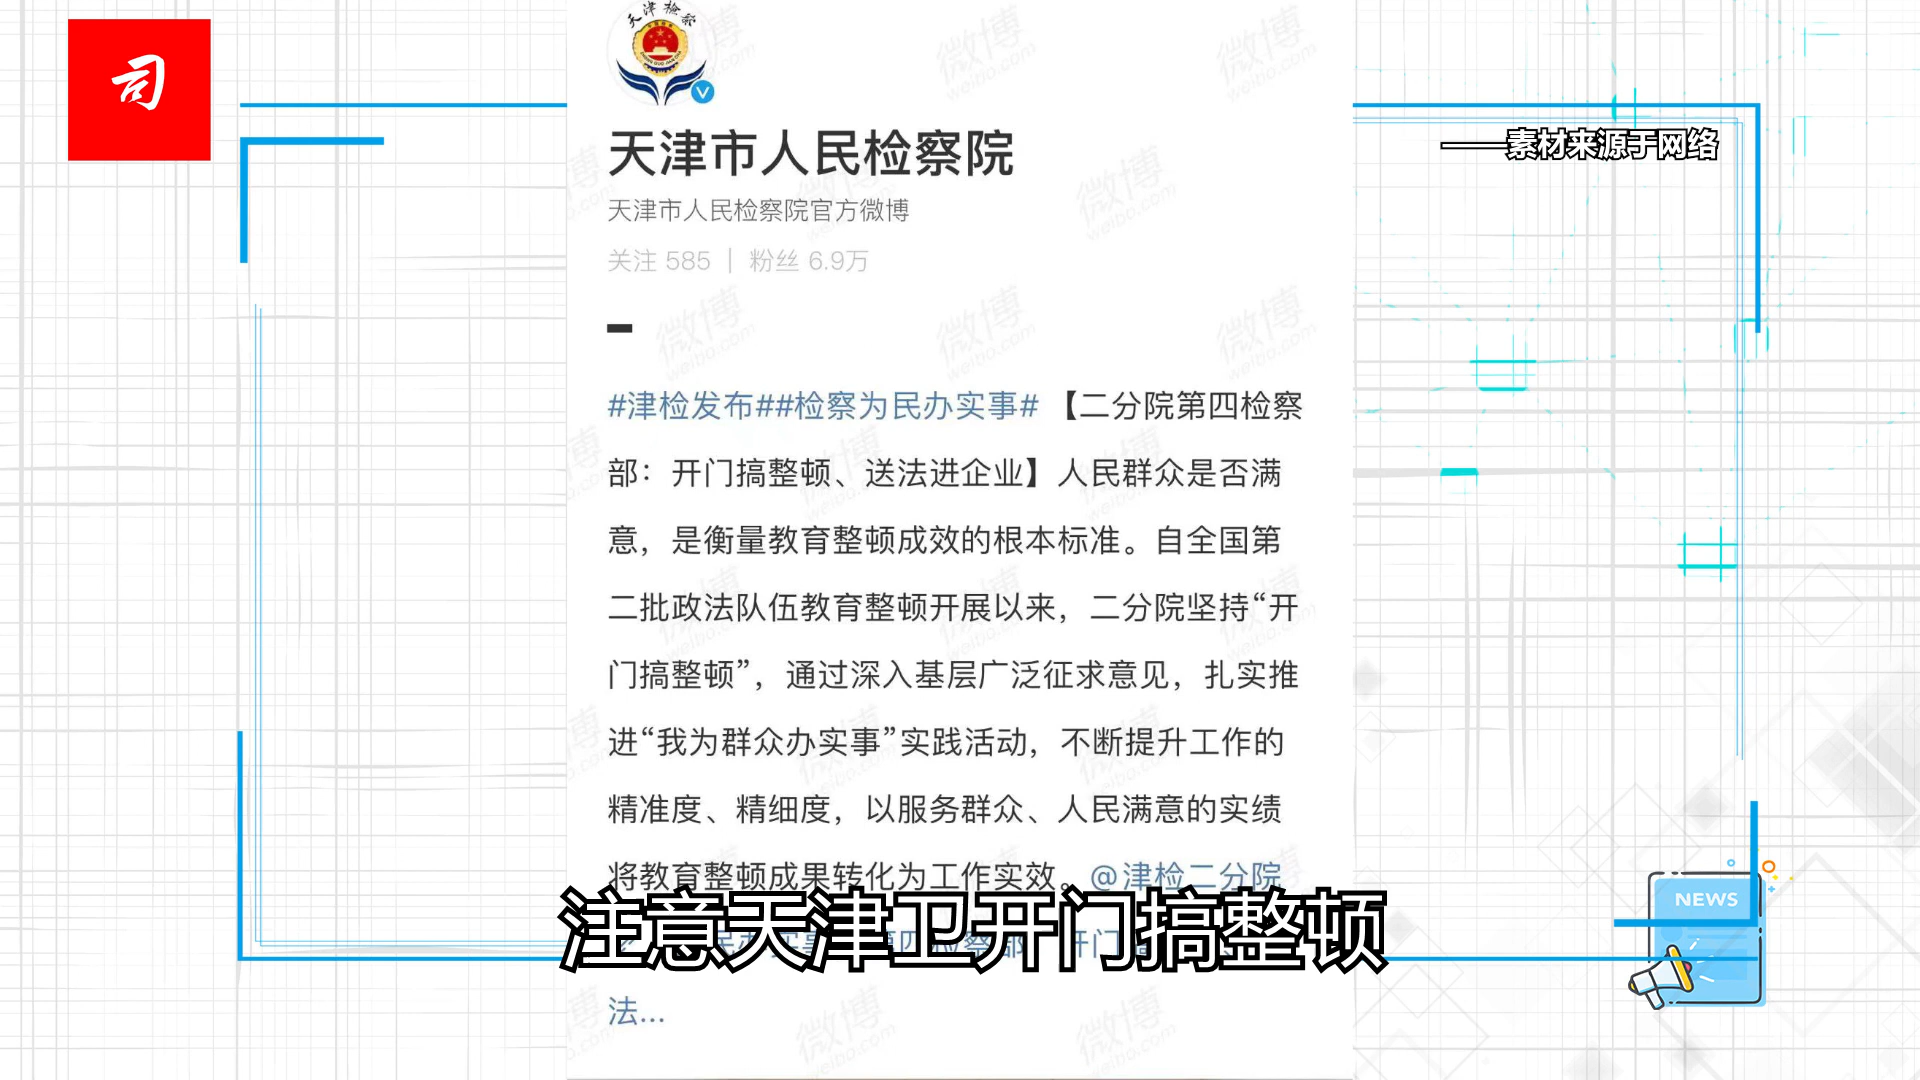 司
天津检察
天津市人民检察院
天津市人民检察院官方微博
关注 585 | 粉丝 6.9万
——素材来源于网络
#津检发布##检察为民办实事# 【二分院第四检察
部：开门搞整顿、送法进企业】人民群众是否满
意，是衡量教育整顿成效的根本标准。自全国第
二批政法队伍教育整顿开展以来，二分院坚持“开
门搞整顿”，通过深入基层广泛征求意见，扎实推
进“我为群众办实事”实践活动，不断提升工作的
精准度、精细度，以服务群众、人民满意的实绩
将教育整顿成果转化为工作实效。@津检二分院
注意天津卫开门搞整顿
法...
NEWS
微博
weibo.com